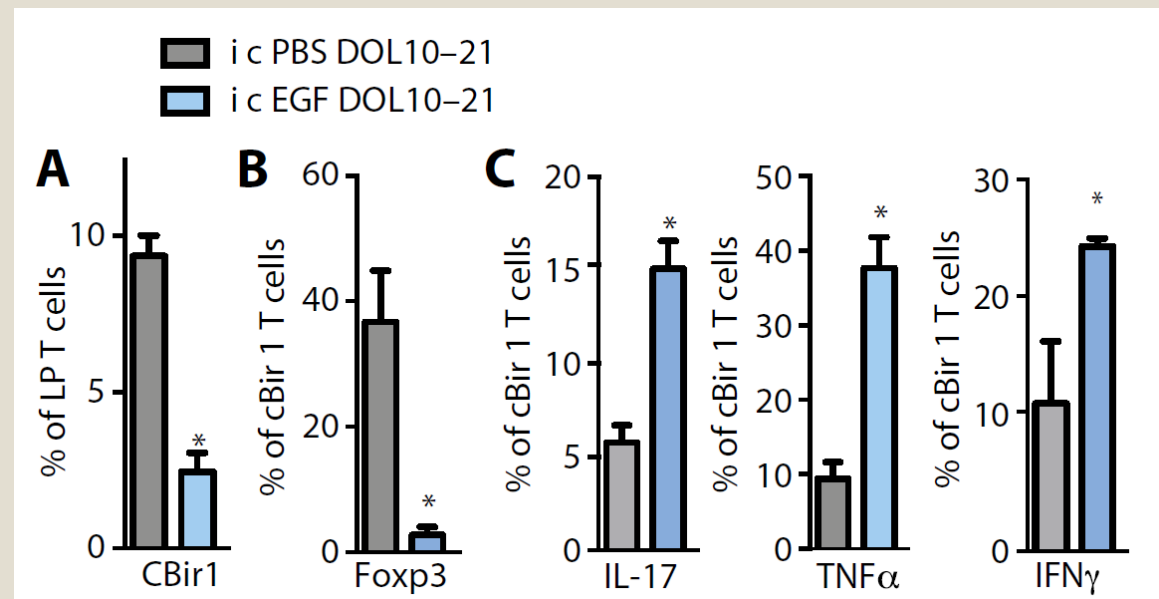 i c PBS DOL10–21
i c EGF DOL10–21
A
% of LP T cells
10
5
0
*
CBir1
B
% of cBir 1 T cells
60
40
20
0
*
Foxp3
C
% of cBir 1 T cells
20
15
10
5
0
*
IL-17
% of cBir 1 T cells
50
40
30
20
10
0
*
TNFα
% of cBir 1 T cells
30
20
10
0
*
IFNγ